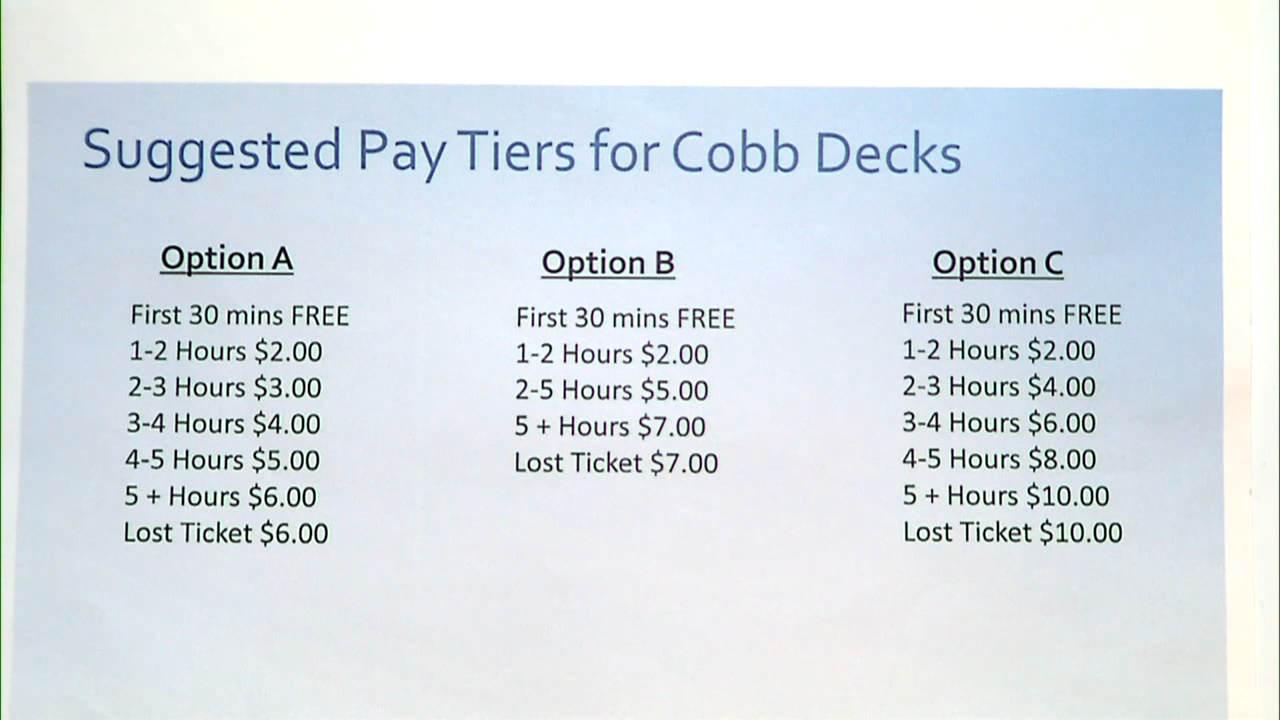 Suggested Pay Tiers for Cobb Decks
Option A
First 30 mins FREE
1-2 Hours $2.00
2-3 Hours $3.00
3-4 Hours $4.00
4-5 Hours $5.00
5 + Hours $6.00
Lost Ticket $6.00
Option B
First 30 mins FREE
1-2 Hours $2.00
2-5 Hours $5.00
5 + Hours $7.00
Lost Ticket $7.00
Option C
First 30 mins FREE
1-2 Hours $2.00
2-3 Hours $4.00
3-4 Hours $6.00
4-5 Hours $8.00
5 + Hours $10.00
Lost Ticket $10.00